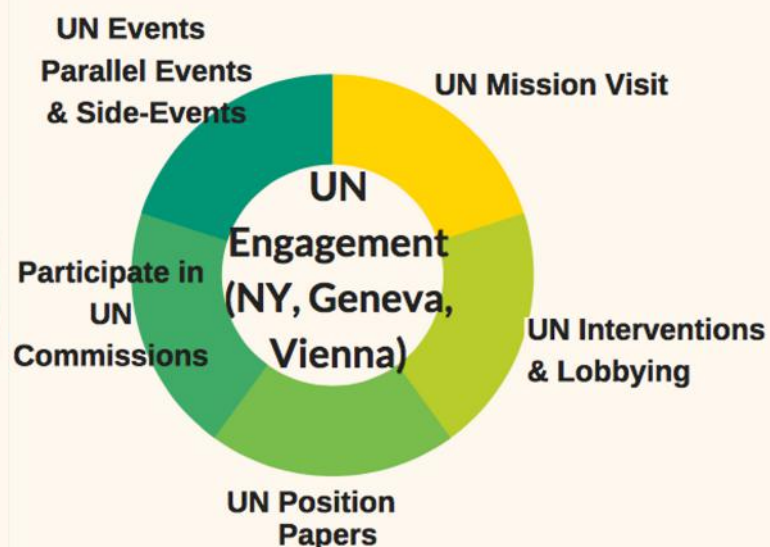 UN Events
Parallel Events
& Side-Events
UN Mission Visit
UN
Engagement
(NY, Geneva,
Vienna)
Participate in
UN
Commissions
UN Interventions
& Lobbying
UN Position
Papers